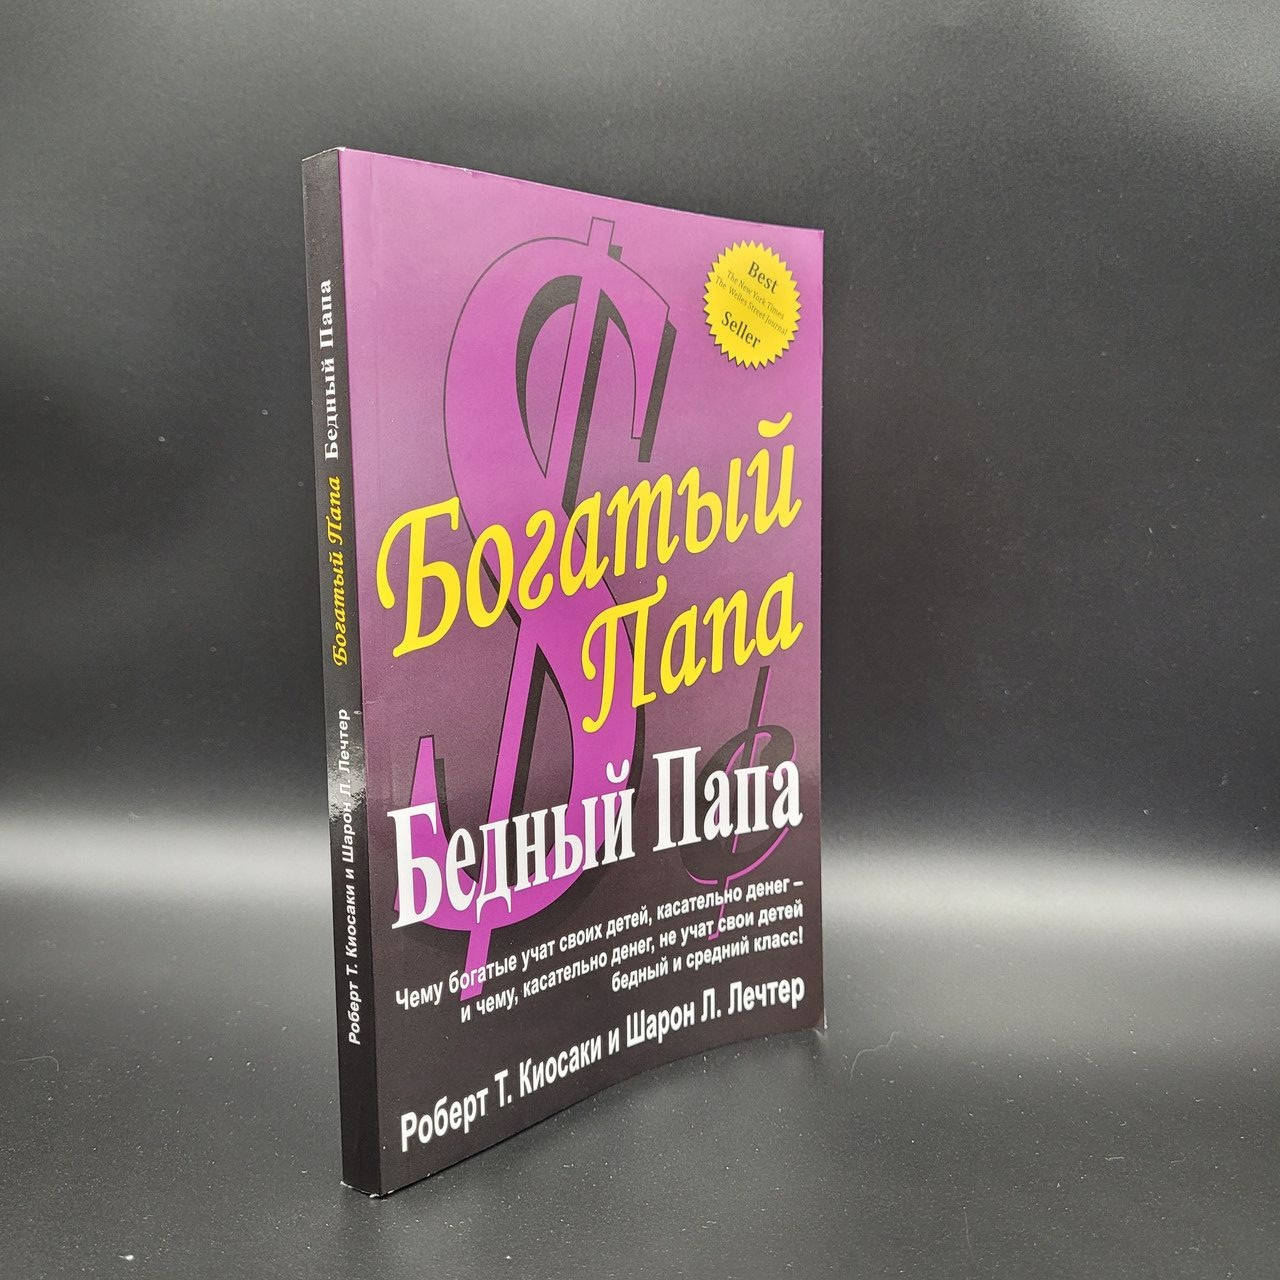 Роберт Т. Киосаки и Шарон Л. Лечтер Богатый Папа Бедный Папа
Best
The New York Times
The Welles Street Journal
Seller
Богатый
Папа
Бедный Папа
Чему богатые учат своих детей, касательно денег –
и чему, касательно денег, не учат свои детей
бедный и средний класс!
Роберт Т. Киосаки и Шарон Л. Лечтер